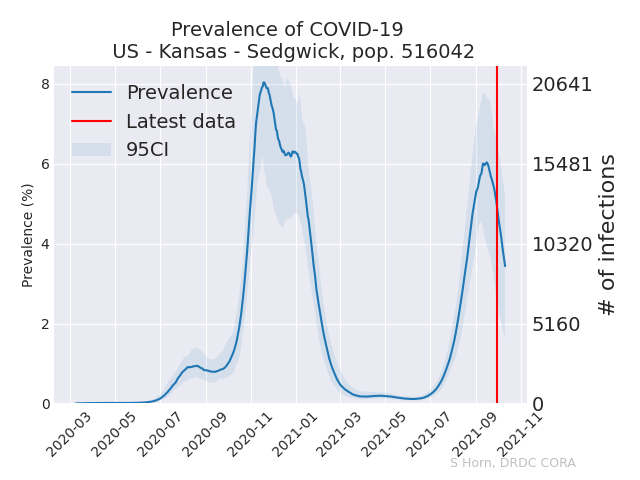 Prevalence of COVID-19
US - Kansas - Sedgwick, pop. 516042
Prevalence
Latest data
95CI
Prevalence (%)
8
6
4
2
0
20641
15481
10320
5160
0
# of infections
2020-03
2020-05
2020-07
2020-09
2020-11
2021-01
2021-03
2021-05
2021-07
2021-09
2021-11
S Horn, DRDC CORA